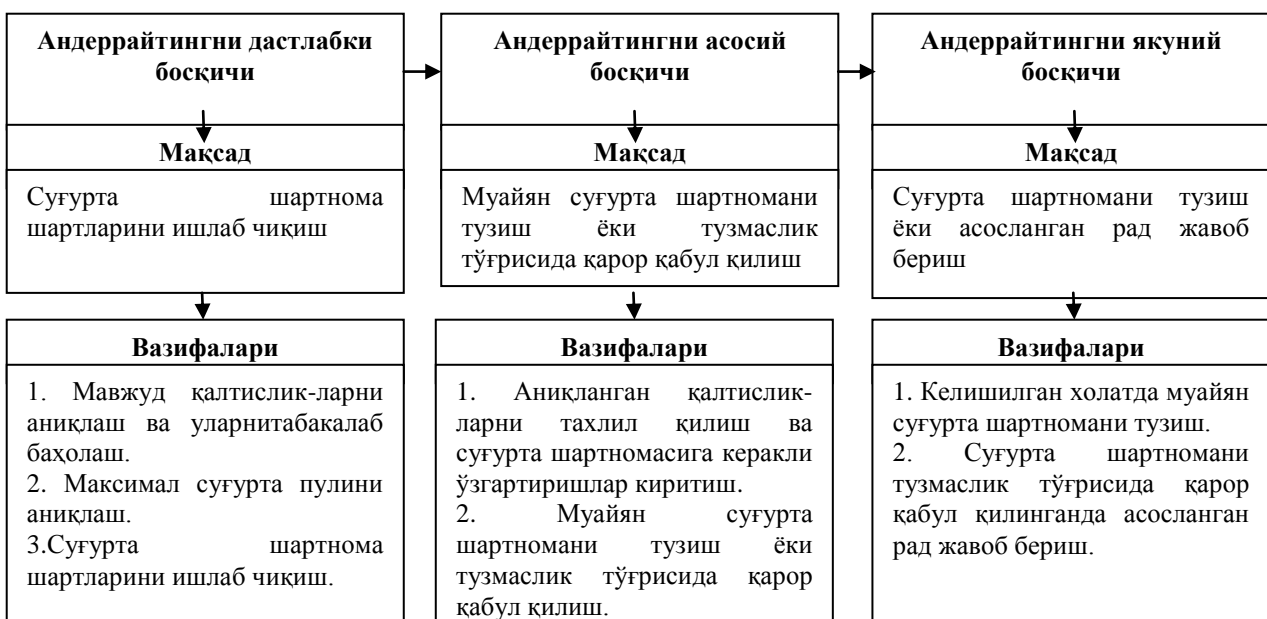 Андеррайтингни дастлабки
босқичи
Мақсад
Суғурта шартнома
шартларини ишлаб чиқиш
Вазифалари
1. Мавжуд қалтислик-ларни
аниқлаш ва уларнитабакалаб
баҳолаш.
2. Максимал суғурта пулини
аниқлаш.
3.Суғурта шартнома
шартларини ишлаб чиқиш.
Андеррайтингни асосий
босқичи
Мақсад
Муайян суғурта шартномани
тузиш ёки тузмаслик
тўғрисида қарор қабул қилиш
Вазифалари
1. Аниқланган қалтислик-
ларни тахлил қилиш ва
суғурта шартномасига керакли
ўзгартиришлар киритиш.
2. Муайян суғурта
шартномани тузиш ёки
тузмаслик тўғрисида қарор
қабул қилиш.
Андеррайтингни якуний
босқичи
Мақсад
Суғурта шартномани тузиш
ёки асосланган рад жавоб
бериш
Вазифалари
1. Келишилган холатда муайян
суғурта шартномани тузиш.
2. Суғурта шартномани
тузмаслик тўғрисида қарор
қабул қилинганда асосланган
рад жавоб бериш.